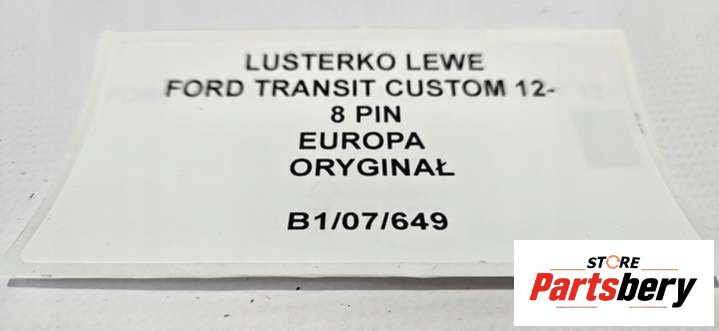 LUSTERKO LEWE
FORD TRANSIT CUSTOM 12-
8 PIN
EUROPA
ORYGINAŁ
B1/07/649
STORE
Partsbery